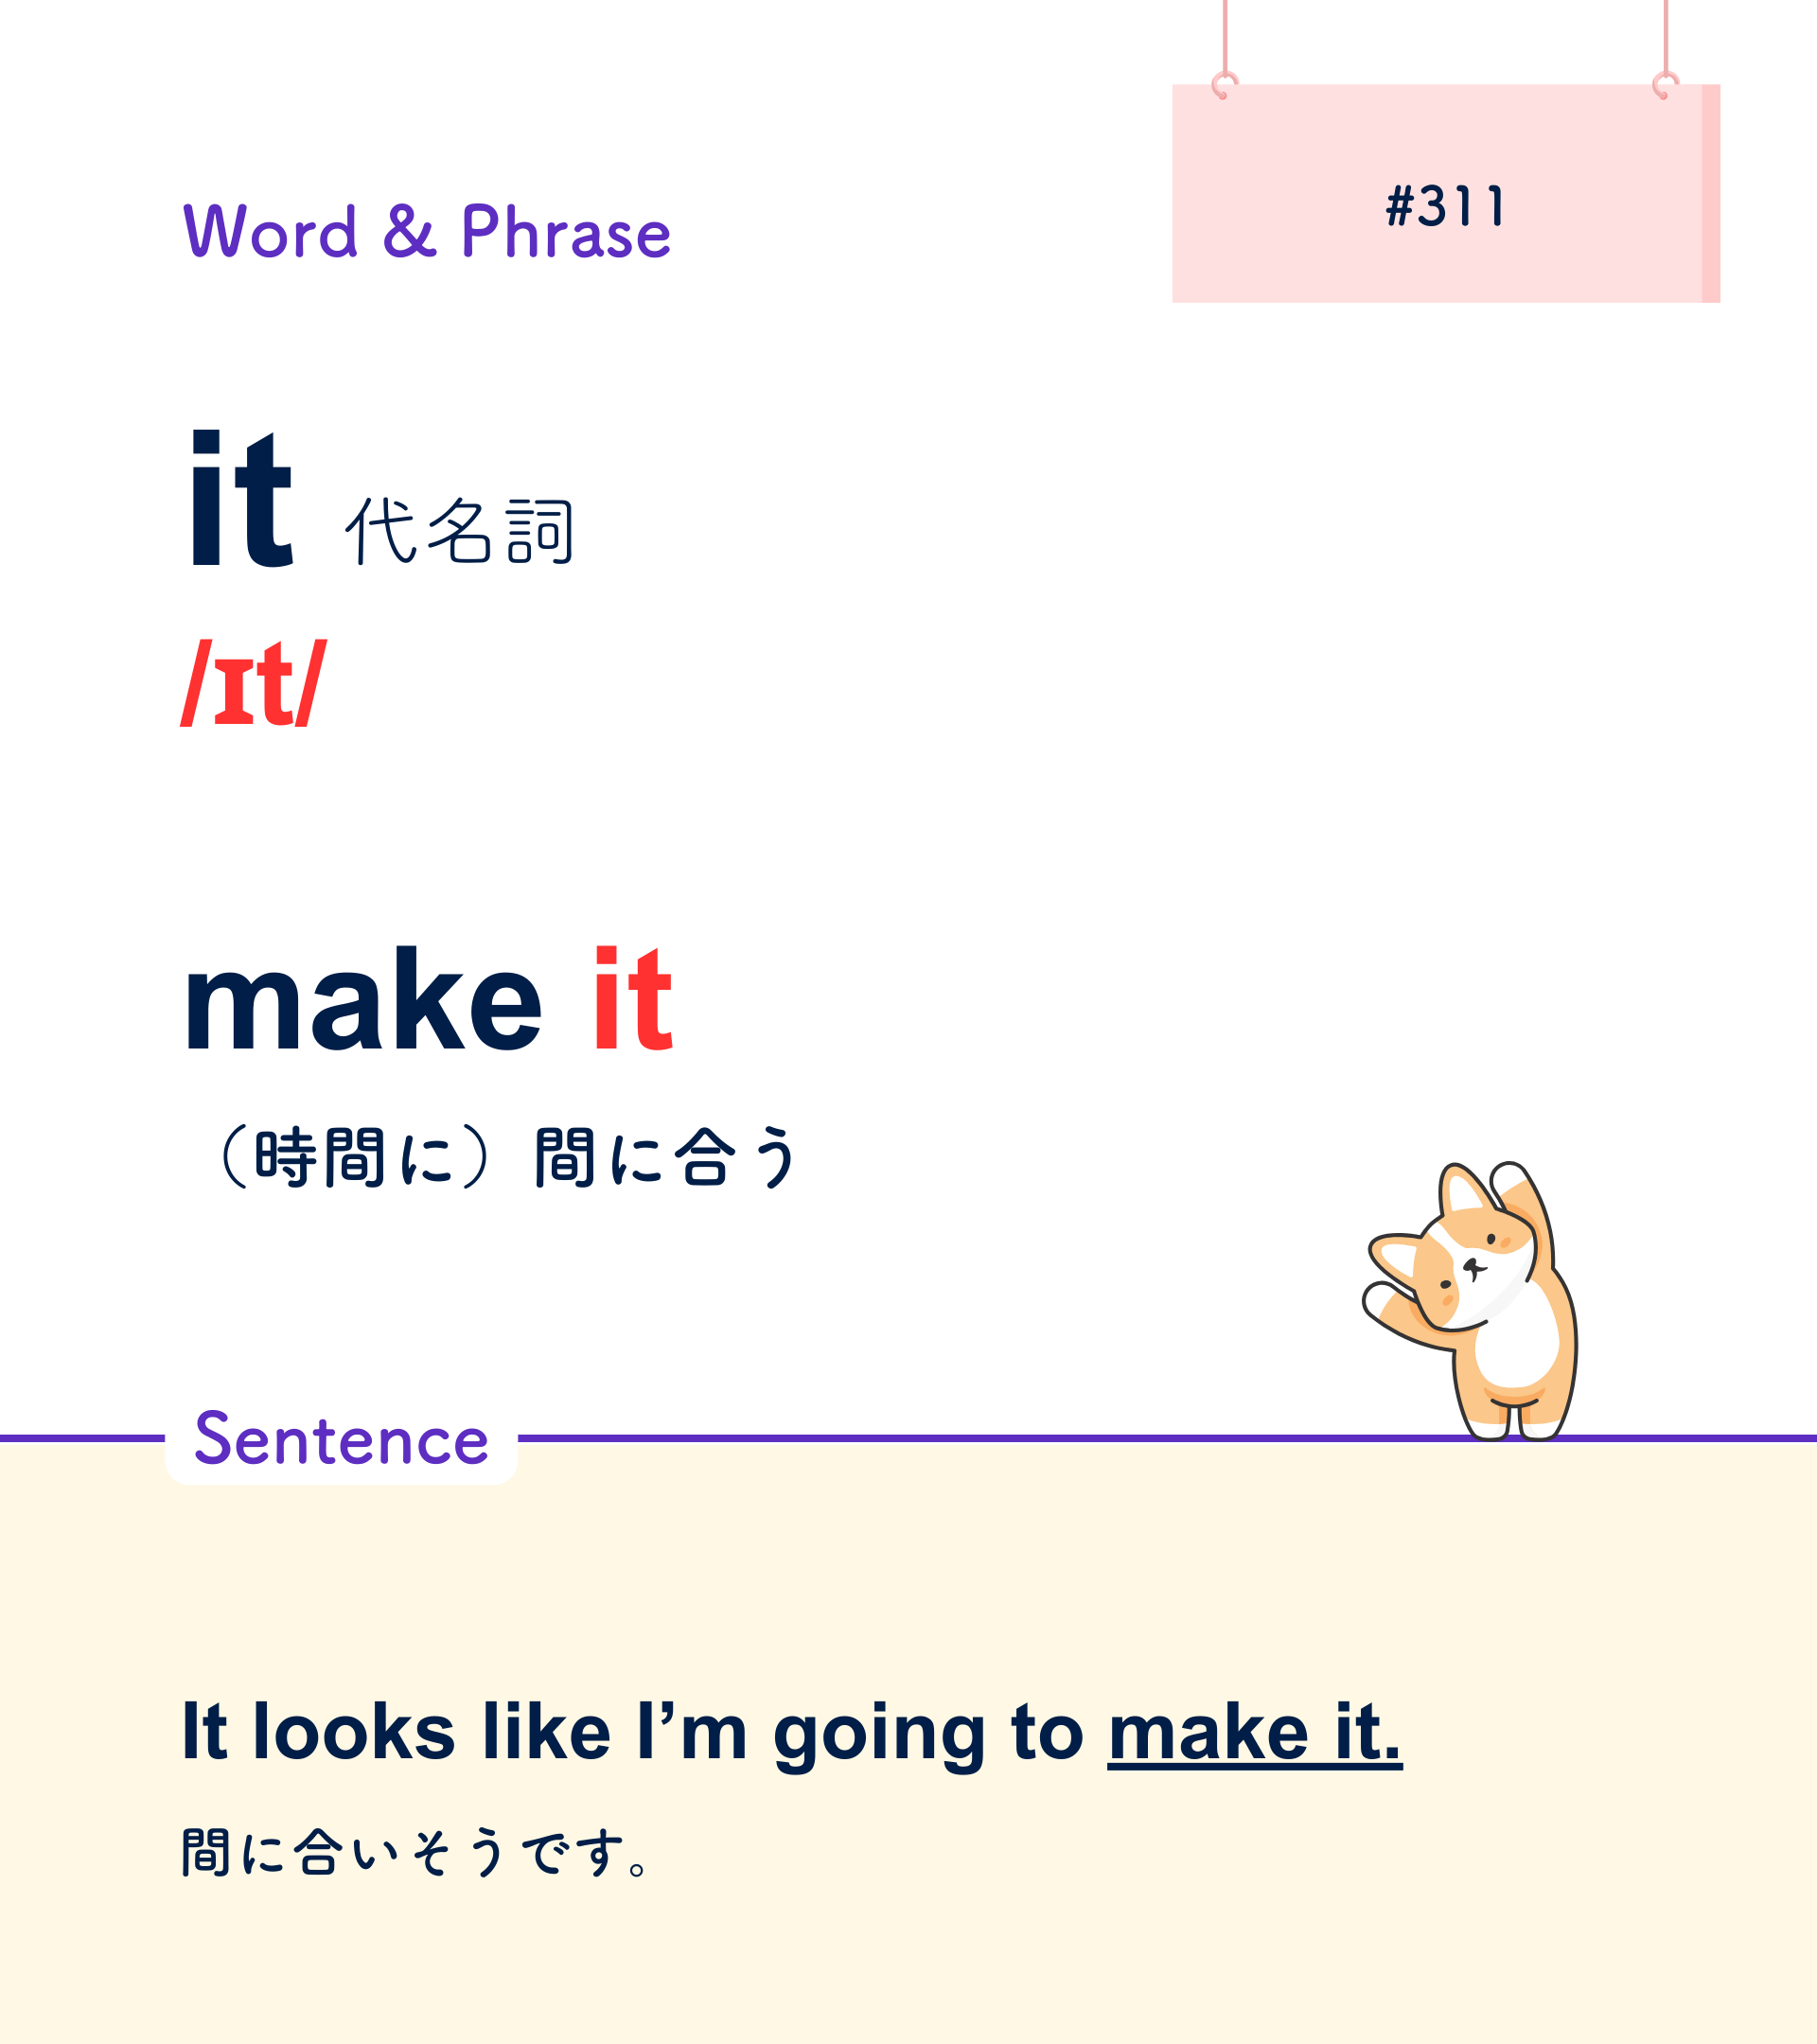 #311
Word & Phrase
it 代名詞
/ɪt/
make it
（時間に）間に合う
Sentence
It looks like I’m going to make it.
間に合いそうです。